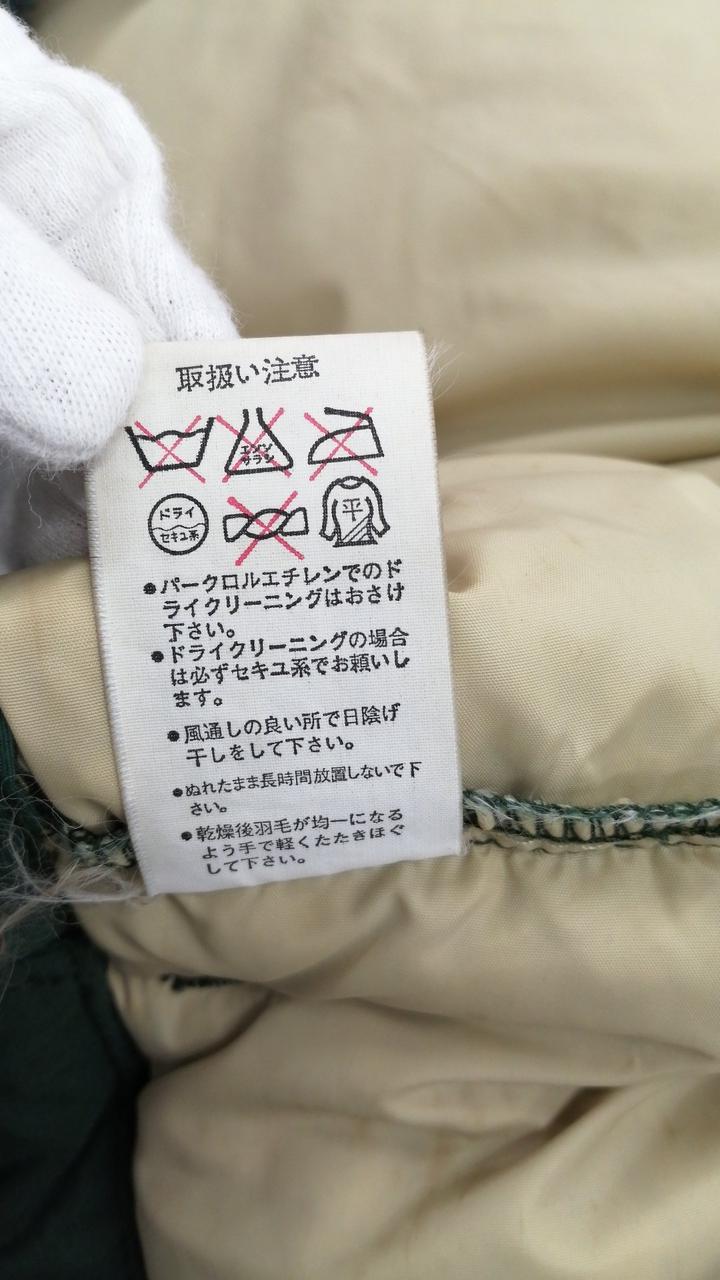 取扱い注意
エンソ
サラシ
ドライ
セキユ系
平
●パークロルエチレンでのド
ライクリーニングはおさけ
下さい。
●ドライクリーニングの場合
は必ずセキユ系でお頼いし
ます。
●風通しの良い所で日陰げ
干しをして下さい。
●ぬれたまま長時間放置しないで下
さい。
●乾燥後羽毛が均一になる
よう手で軽くたたきほぐ
して下さい。